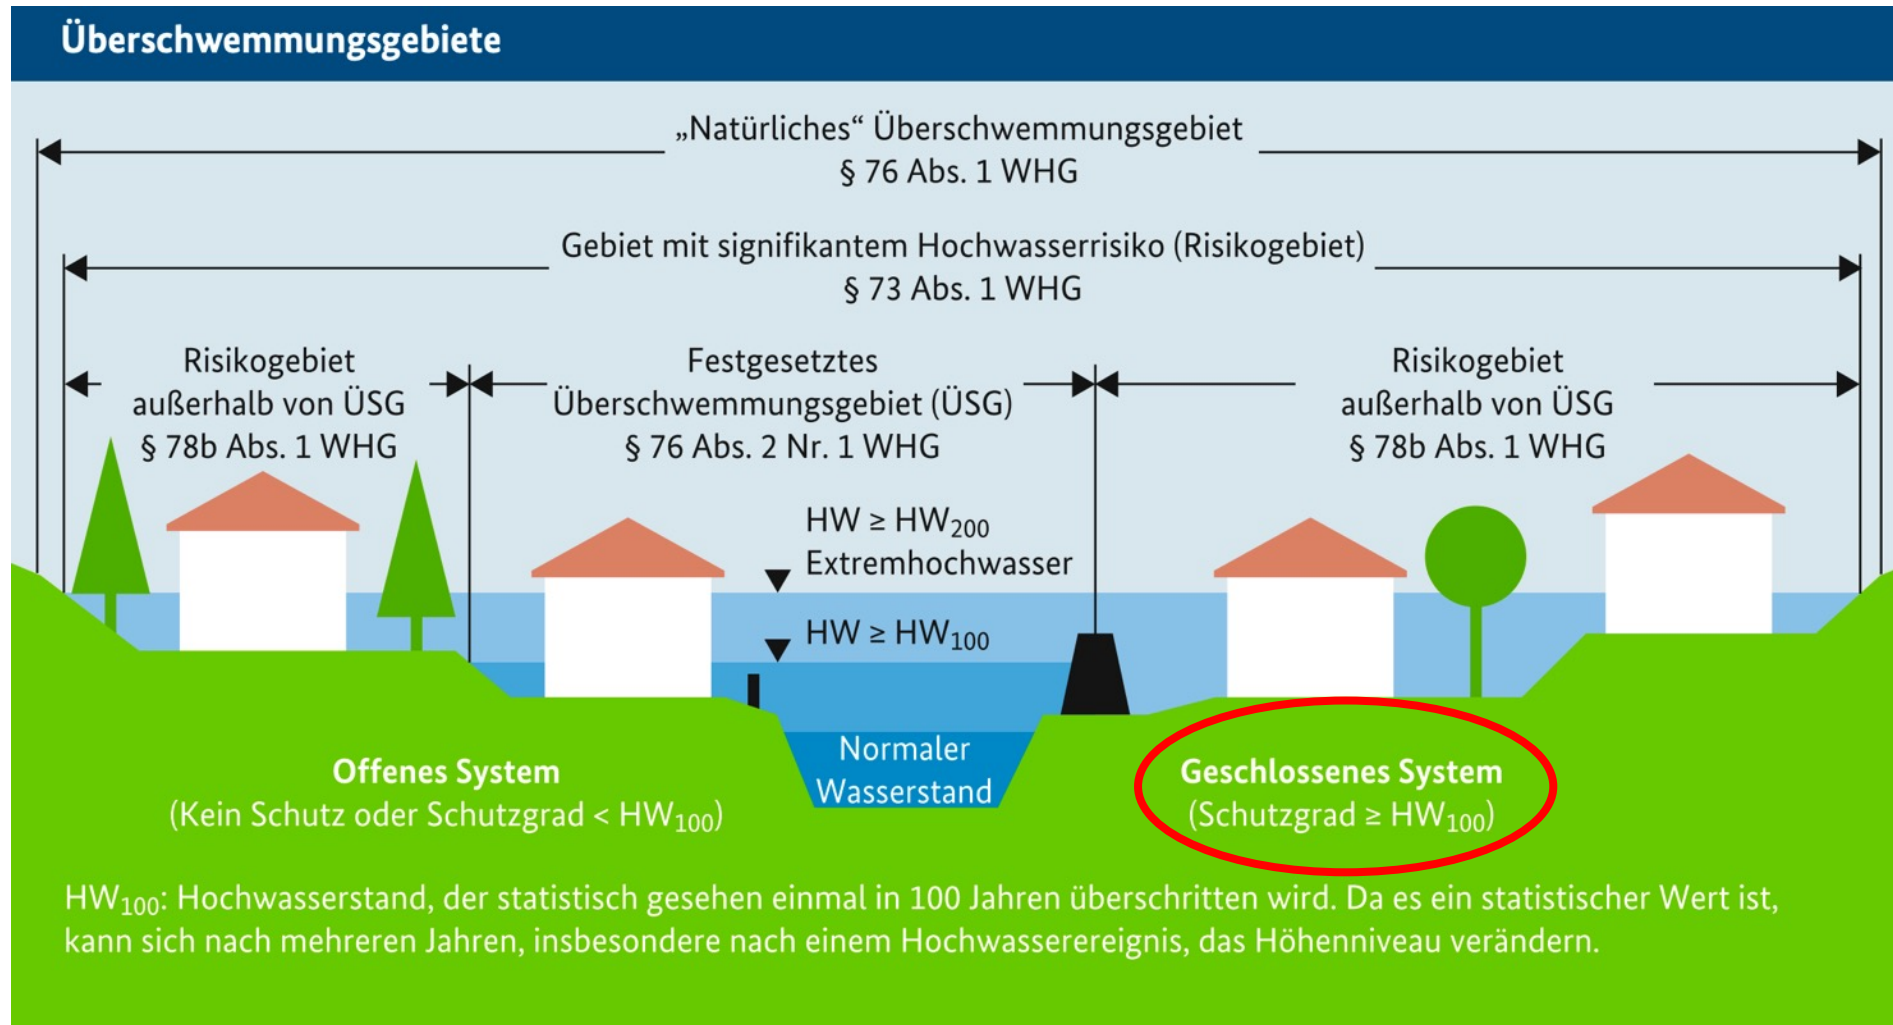 Überschwemmungsgebiete
„Natürliches“ Überschwemmungsgebiet
§ 76 Abs. 1 WHG
Gebiet mit signifikantem Hochwasserrisiko (Risikogebiet)
§ 73 Abs. 1 WHG
Risikogebiet
außerhalb von ÜSG
§ 78b Abs. 1 WHG
Festgesetztes
Überschwemmungsgebiet (ÜSG)
§ 76 Abs. 2 Nr. 1 WHG
Risikogebiet
außerhalb von ÜSG
§ 78b Abs. 1 WHG
HW ≥ HW₂₀₀
Extremhochwasser
HW ≥ HW₁₀₀
Normaler
Wasserstand
Offenes System
(Kein Schutz oder Schutzgrad < HW₁₀₀)
Geschlossenes System
(Schutzgrad ≥ HW₁₀₀)
HW₁₀₀: Hochwasserstand, der statistisch gesehen einmal in 100 Jahren überschritten wird. Da es ein statistischer Wert ist,
kann sich nach mehreren Jahren, insbesondere nach einem Hochwasserereignis, das Höhenniveau verändern.